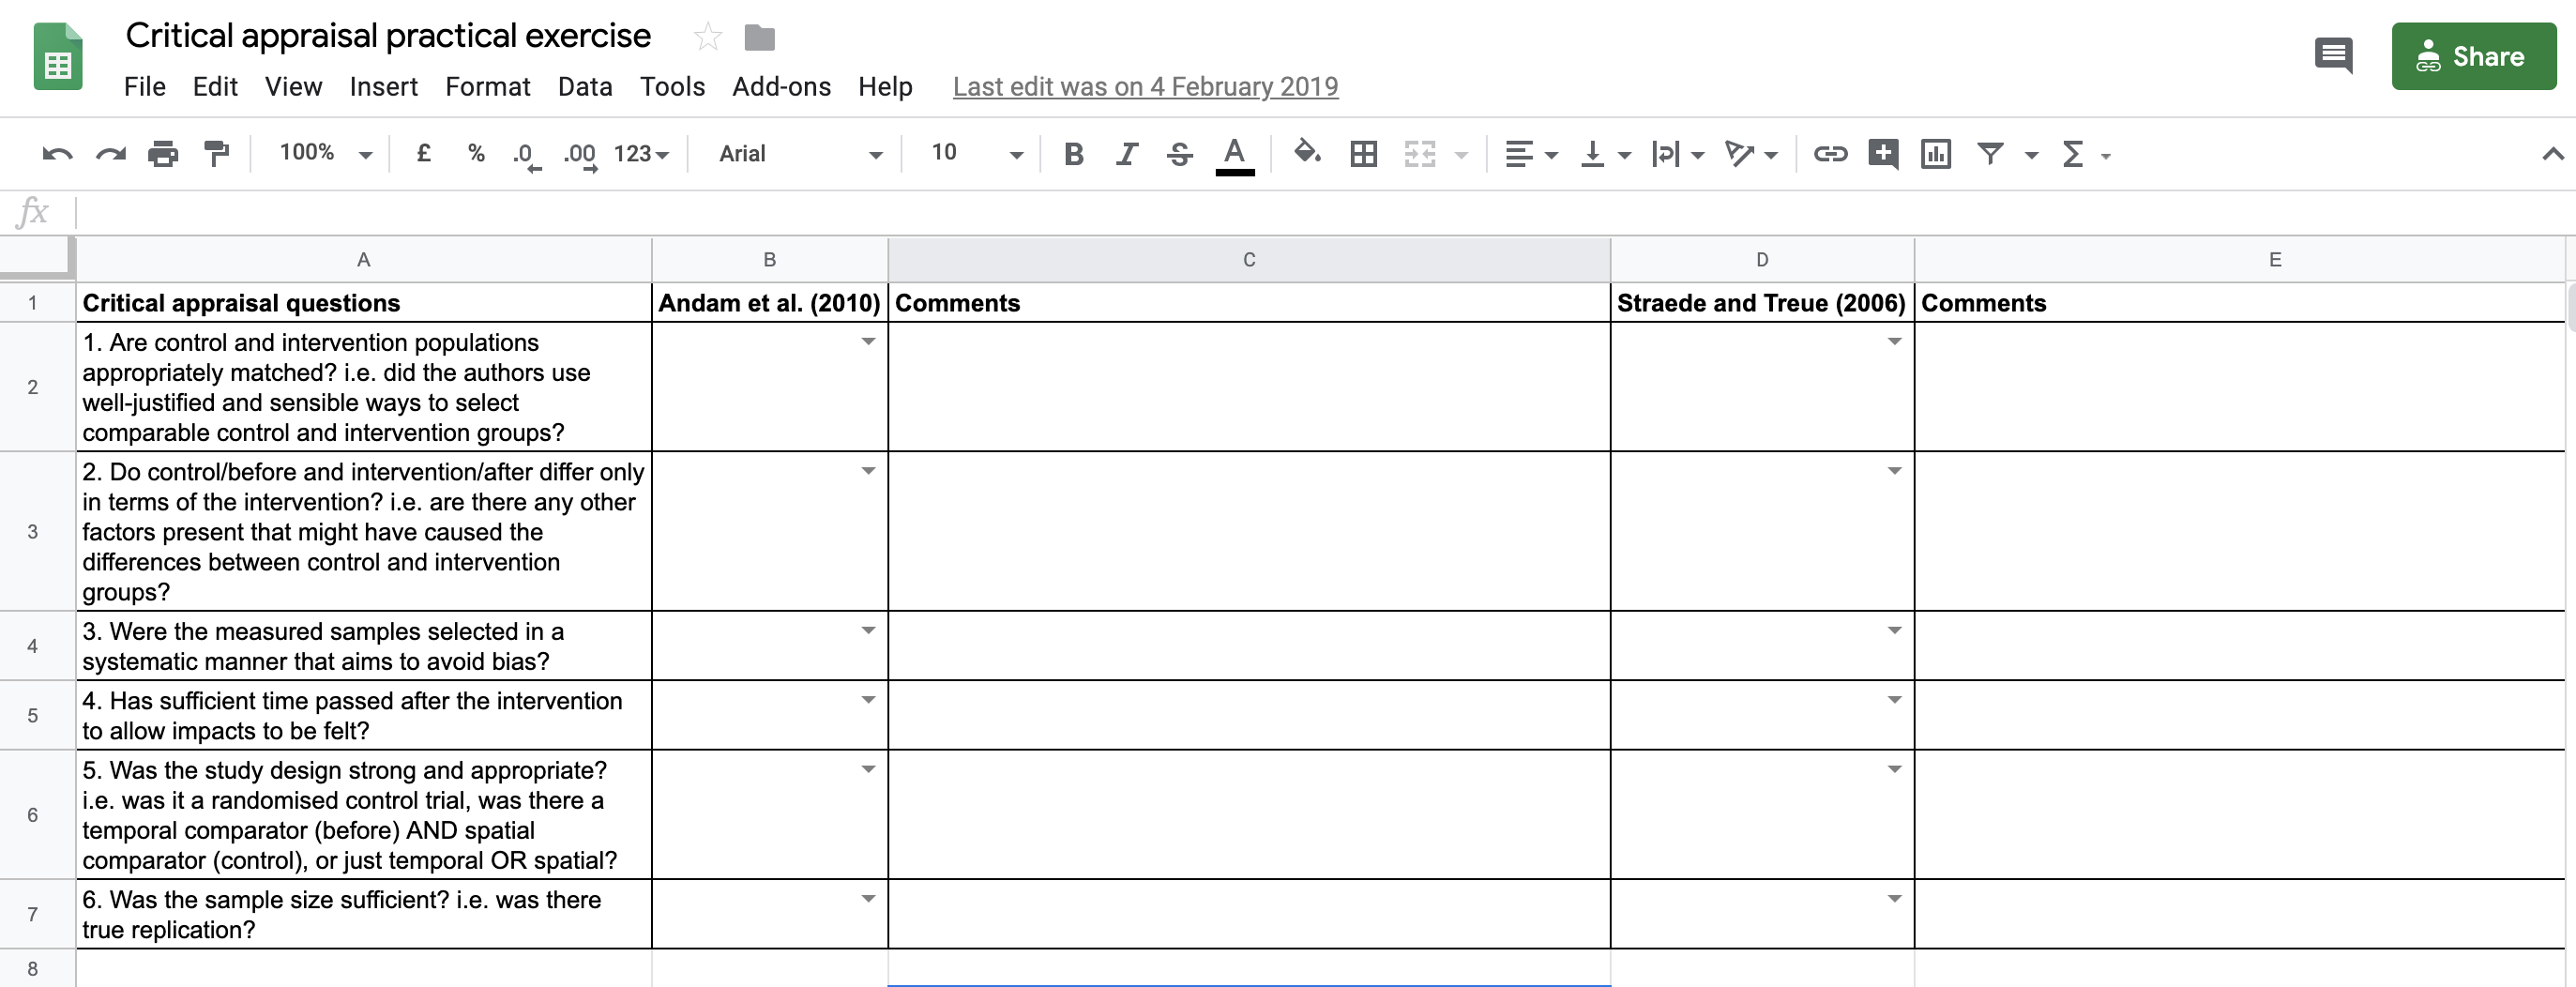 Critical appraisal practical exercise
File Edit View Insert Format Data Tools Add-ons Help Last edit was on 4 February 2019
Share
100% £ % .0 .00 123 Arial 10 B I S A Σ
fx
A B C D E
1 Critical appraisal questions Andam et al. (2010) Comments Straede and Treue (2006) Comments
2
1. Are control and intervention populations
appropriately matched? i.e. did the authors use
well-justified and sensible ways to select
comparable control and intervention groups?
3
2. Do control/before and intervention/after differ only
in terms of the intervention? i.e. are there any other
factors present that might have caused the
differences between control and intervention
groups?
4
3. Were the measured samples selected in a
systematic manner that aims to avoid bias?
5
4. Has sufficient time passed after the intervention
to allow impacts to be felt?
6
5. Was the study design strong and appropriate?
i.e. was it a randomised control trial, was there a
temporal comparator (before) AND spatial
comparator (control), or just temporal OR spatial?
7
6. Was the sample size sufficient? i.e. was there
true replication?
8